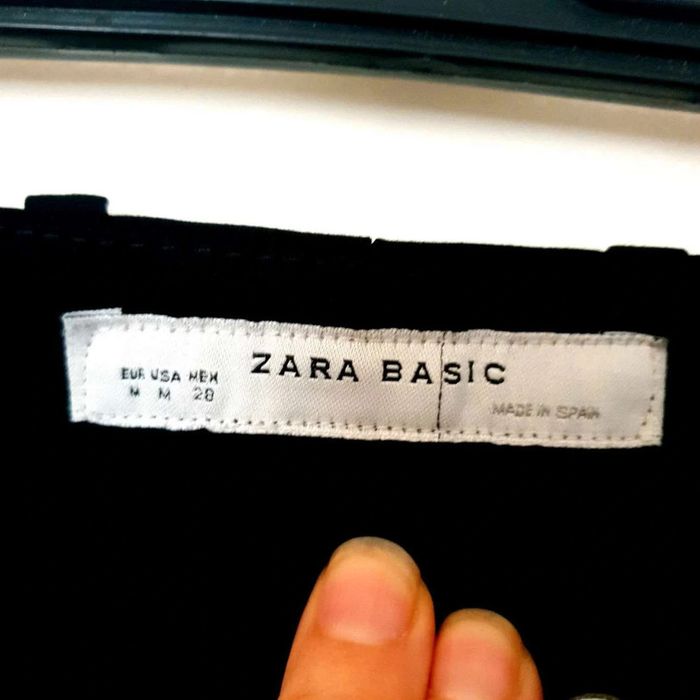 EUR USA MEX
M M 28
ZARA BASIC
MADE IN SPAIN